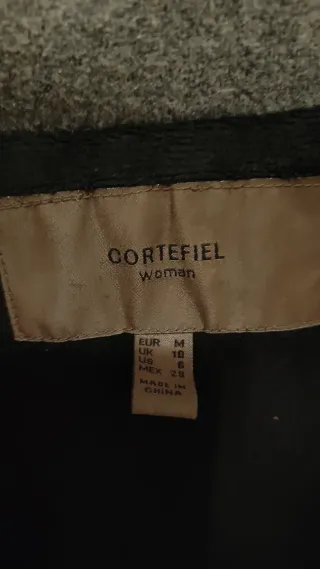 CORTEFIEL
woman
EUR M
UK 10
US 6
MEX 28
MADE IN
CHINA